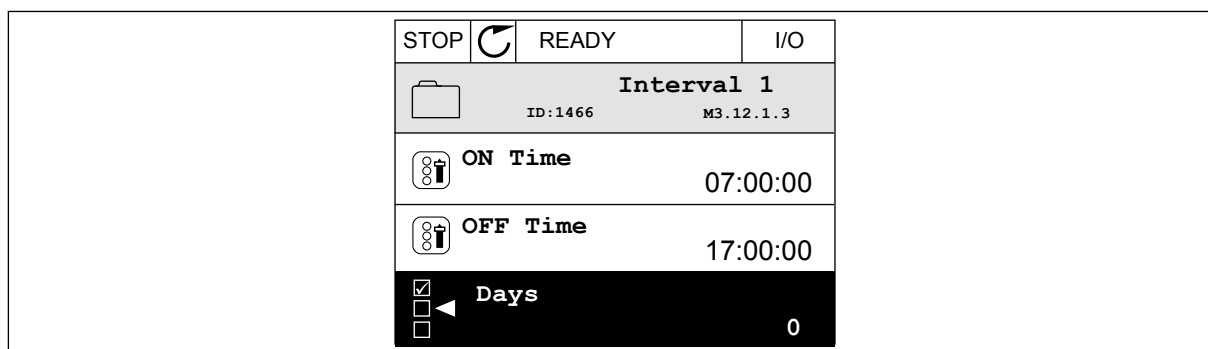 STOP READY I/O
Interval 1
ID:1466 M3.12.1.3
ON Time
07:00:00
OFF Time
17:00:00
Days
0